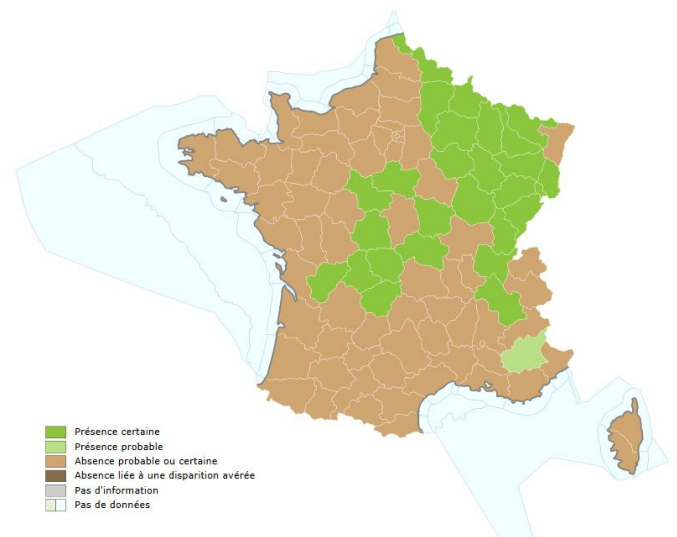 Présence certaine
Présence probable
Absence probable ou certaine
Absence liée à une disparition avérée
Pas d'information
Pas de données